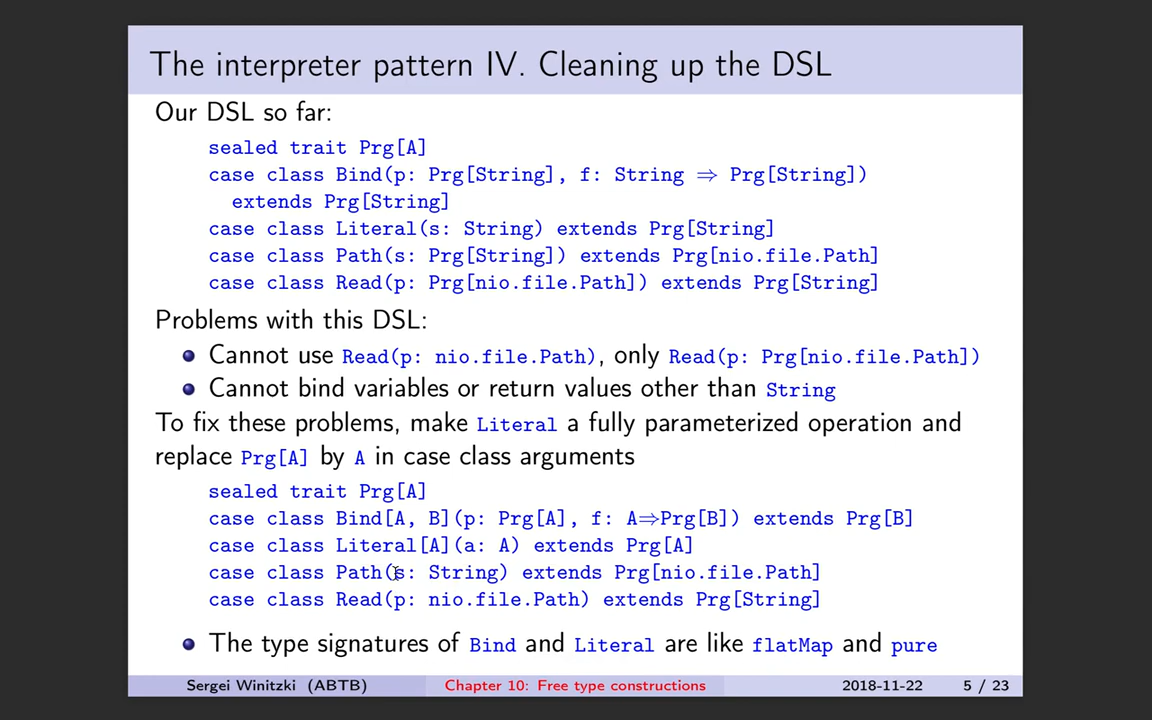 The interpreter pattern IV. Cleaning up the DSL
Our DSL so far:
sealed trait Prg[A]
case class Bind(p: Prg[String], f: String ⇒ Prg[String])
extends Prg[String]
case class Literal(s: String) extends Prg[String]
case class Path(s: Prg[String]) extends Prg[nio.file.Path]
case class Read(p: Prg[nio.file.Path]) extends Prg[String]
Problems with this DSL:
Cannot use Read(p: nio.file.Path), only Read(p: Prg[nio.file.Path])
Cannot bind variables or return values other than String
To fix these problems, make Literal a fully parameterized operation and
replace Prg[A] by A in case class arguments
sealed trait Prg[A]
case class Bind[A, B](p: Prg[A], f: A⇒Prg[B]) extends Prg[B]
case class Literal[A](a: A) extends Prg[A]
case class Path(s: String) extends Prg[nio.file.Path]
case class Read(p: nio.file.Path) extends Prg[String]
The type signatures of Bind and Literal are like flatMap and pure
Sergei Winitzki (ABTB) Chapter 10: Free type constructions 2018-11-22 5 / 23